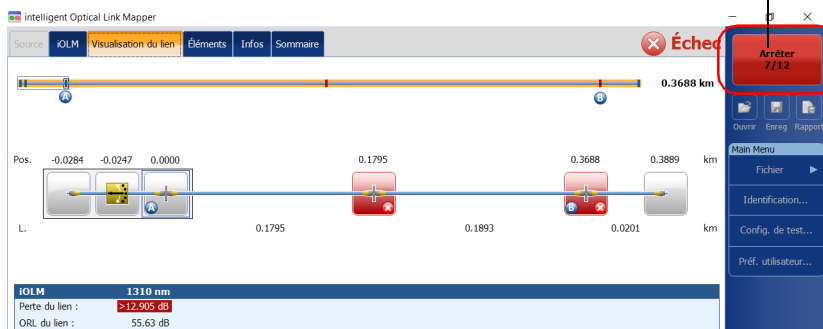 intelligent Optical Link Mapper
Source iOLM Visualisation du lien Éléments Infos Sommaire
Échec
Arrêter
7/12
0.3688 km
A
B
Ouvrir Enreg Rapport
Main Menu
Fichier
Identification...
Config. de test...
Préf. utilisateur...
Pos. -0.0284 -0.0247 0.0000 0.1795 0.3688 0.3889 km
A
B
L. 0.1795 0.1893 0.0201 km
iOLM 1310 nm
Perte du lien : >12.905 dB
ORL du lien : 55.63 dB